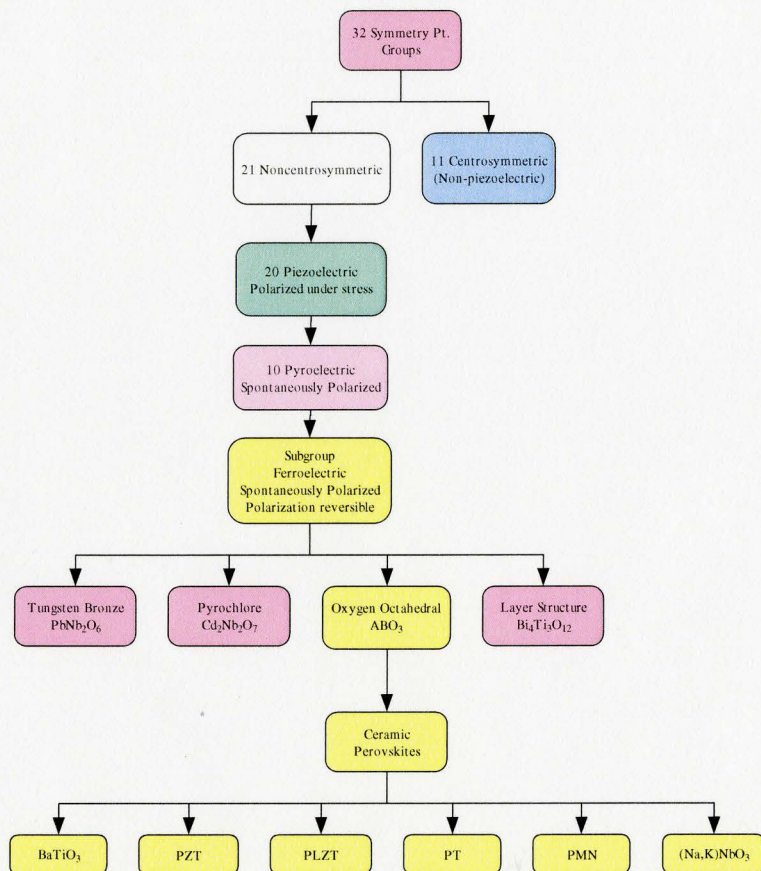 32 Symmetry Pt.
Groups
21 Noncentrosymmetric
11 Centrosymmetric
(Non-piezoelectric)
20 Piezoelectric
Polarized under stress
10 Pyroelectric
Spontaneously Polarized
Subgroup
Ferroelectric
Spontaneously Polarized
Polarization reversible
Tungsten Bronze
PbNb₂O₆
Pyrochlore
Cd₂Nb₂O₇
Oxygen Octahedral
ABO₃
Layer Structure
Bi₄Ti₃O₁₂
Ceramic
Perovskites
BaTiO₃
PZT
PLZT
PT
PMN
(Na,K)NbO₃